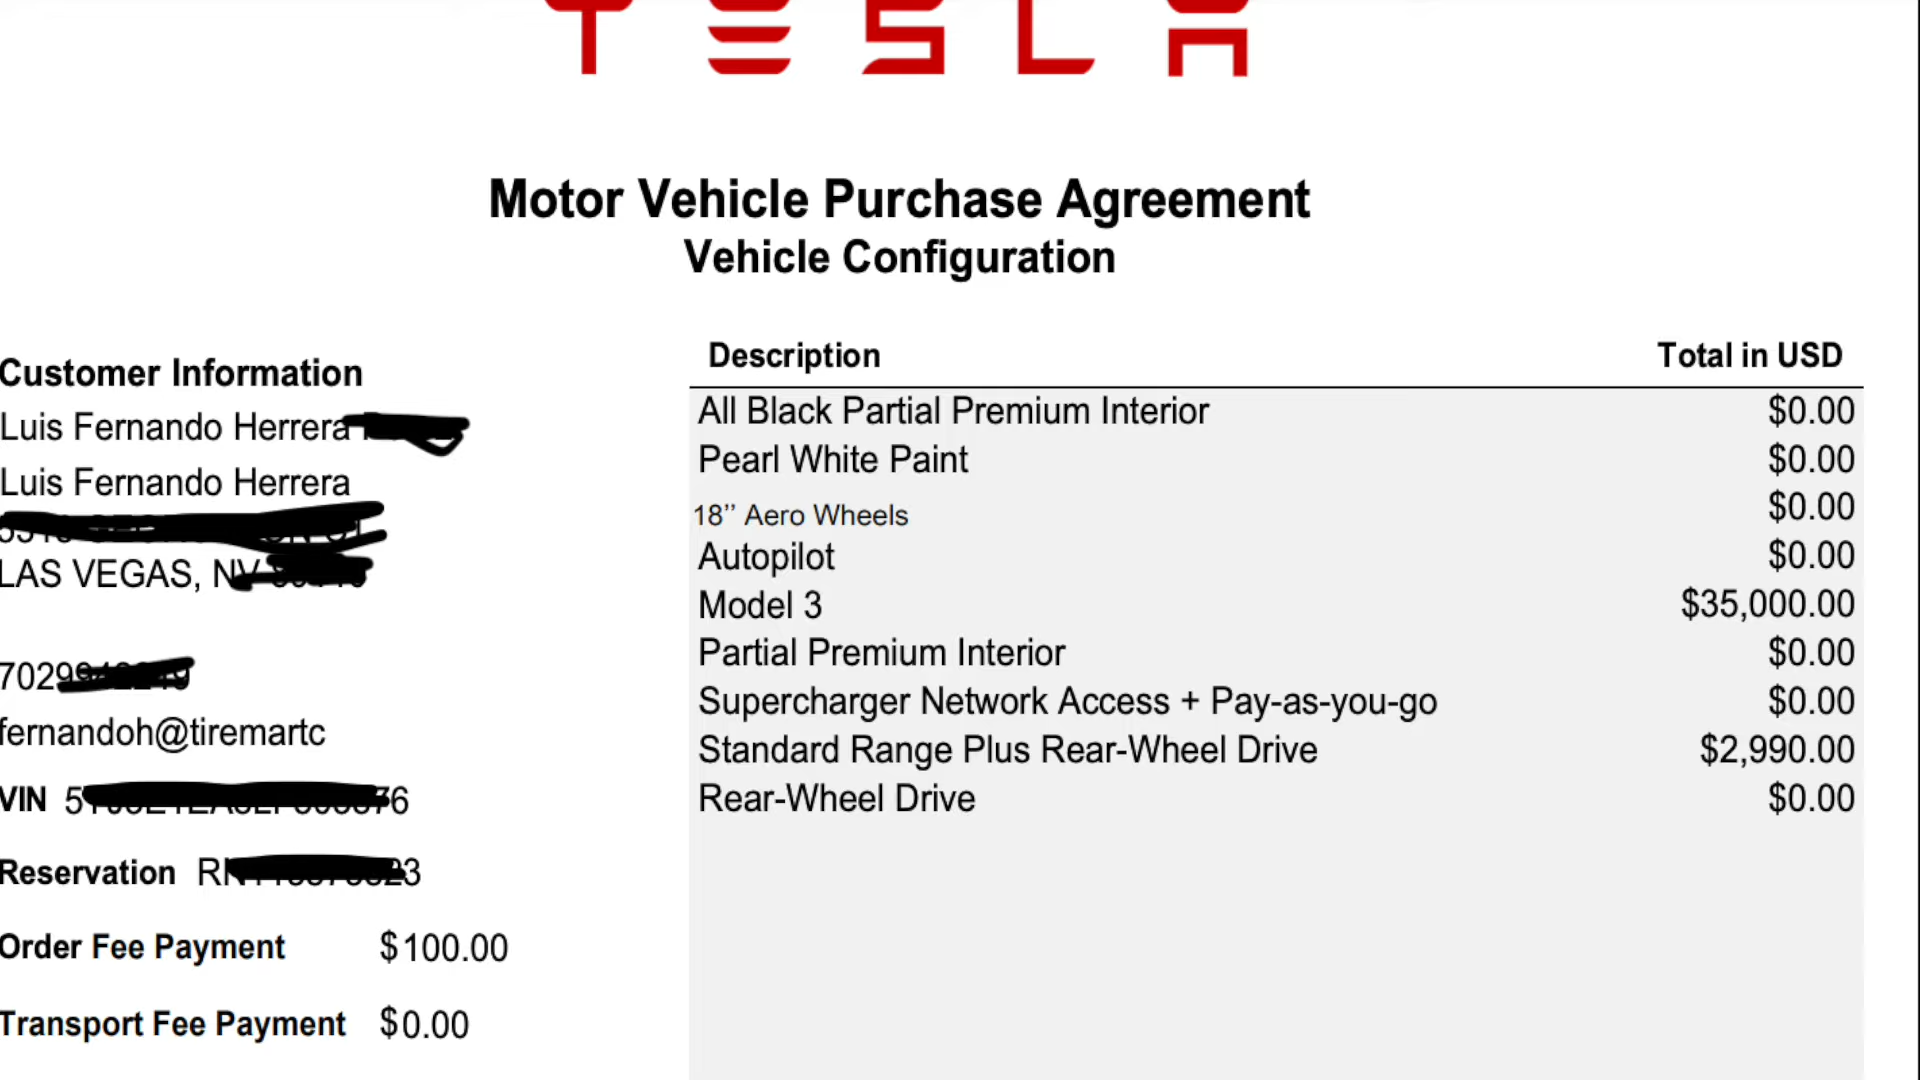 TESLA
Motor Vehicle Purchase Agreement
Vehicle Configuration
Customer Information
Luis Fernando Herrera
Luis Fernando Herrera
LAS VEGAS, NV
7029
fernandoh@tiremartc
VIN 5
Reservation RN
Order Fee Payment $100.00
Transport Fee Payment $0.00
Description Total in USD
All Black Partial Premium Interior $0.00
Pearl White Paint $0.00
18’’ Aero Wheels $0.00
Autopilot $0.00
Model 3 $35,000.00
Partial Premium Interior $0.00
Supercharger Network Access + Pay-as-you-go $0.00
Standard Range Plus Rear-Wheel Drive $2,990.00
Rear-Wheel Drive $0.00